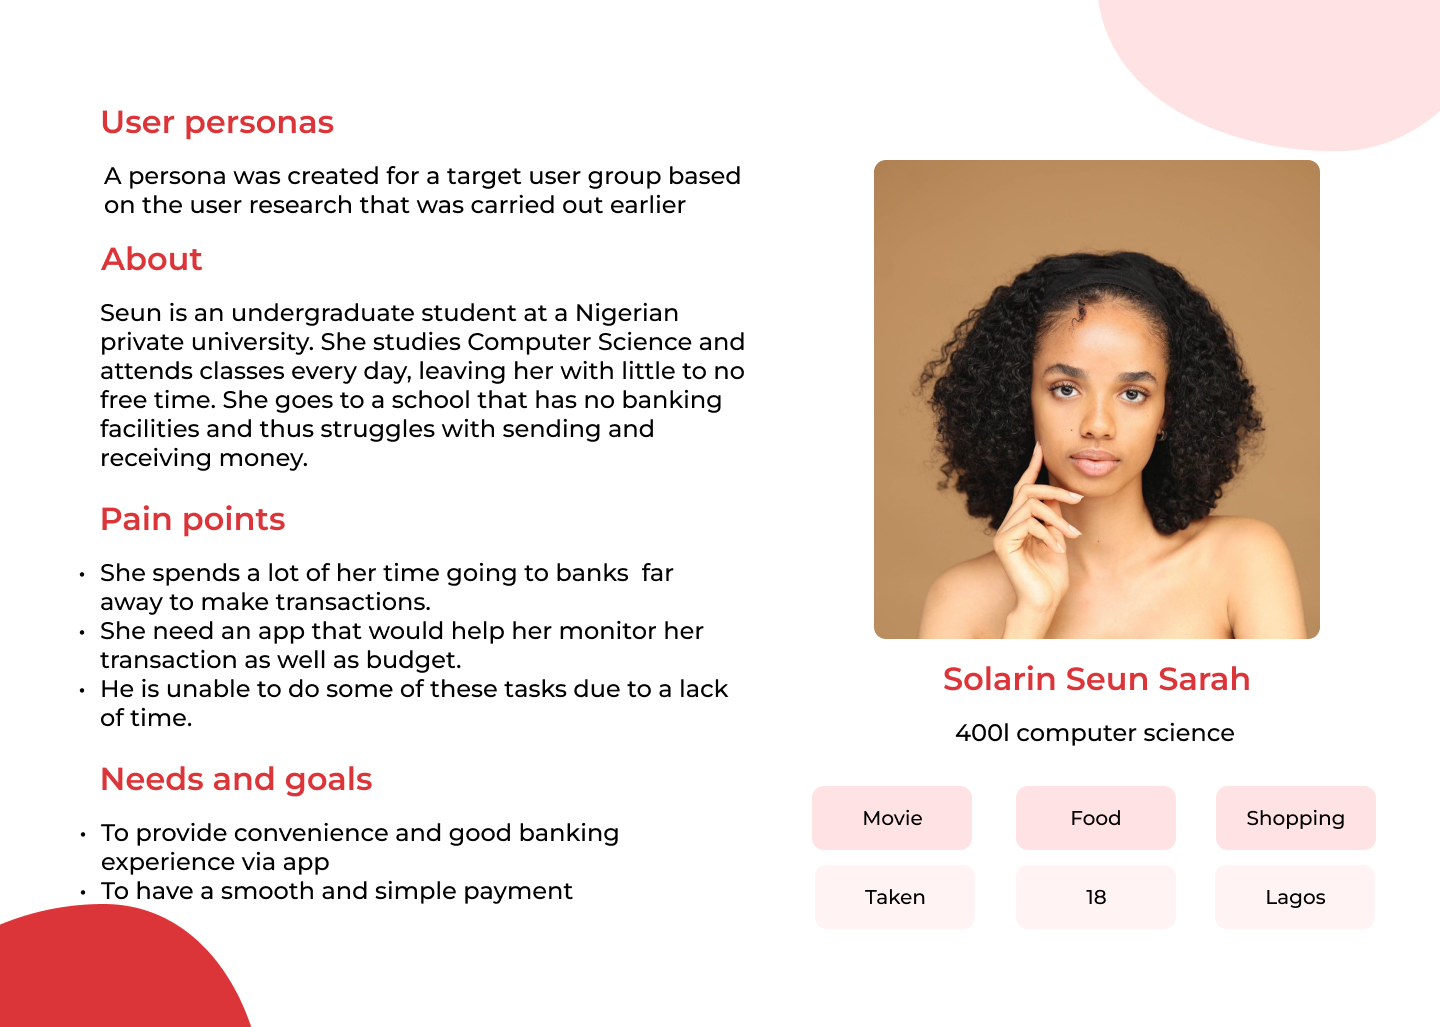 User personas
A persona was created for a target user group based
on the user research that was carried out earlier
About
Seun is an undergraduate student at a Nigerian
private university. She studies Computer Science and
attends classes every day, leaving her with little to no
free time. She goes to a school that has no banking
facilities and thus struggles with sending and
receiving money.
Pain points
• She spends a lot of her time going to banks  far
away to make transactions.
• She need an app that would help her monitor her
transaction as well as budget.
• He is unable to do some of these tasks due to a lack
of time.
Needs and goals
• To provide convenience and good banking
experience via app
• To have a smooth and simple payment
Solarin Seun Sarah
400l computer science
Movie
Food
Shopping
Taken
18
Lagos